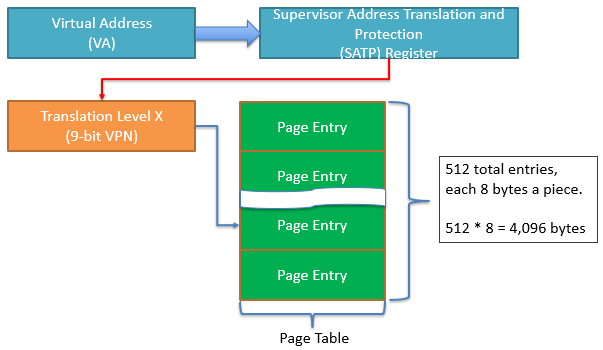 Virtual Address
(VA)
Supervisor Address Translation and
Protection
(SATP) Register
Translation Level X
(9-bit VPN)
Page Entry
Page Entry
Page Entry
Page Entry
512 total entries,
each 8 bytes a piece.
512 * 8 = 4,096 bytes
Page Table